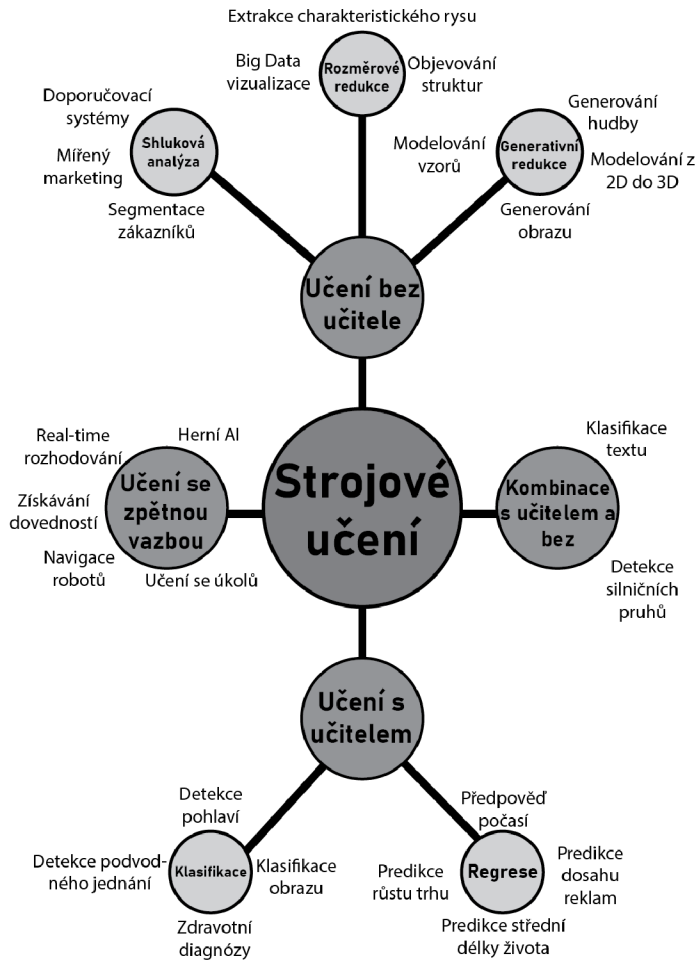 Extrakce charakteristického rysu
Big Data
vizualizace
Rozměrové
redukce
Objevování
struktur
Doporučovací
systémy
Shluková
analýza
Mířený
marketing
Segmentace
zákazníků
Generování
hudby
Modelování
vzorů
Generativní
redukce
Modelování z
2D do 3D
Generování
obrazu
Učení bez
učitele
Real-time
rozhodování
Herní AI
Učení se
zpětnou
vazbou
Získávání
dovedností
Navigace
robotů
Učení se úkolů
Strojové
učení
Klasifikace
textu
Kombinace
s učitelem a
bez
Detekce
silničních
pruhů
Učení s
učitelem
Detekce
pohlaví
Detekce podvod-
ného jednání
Klasifikace
Klasifikace
obrazu
Zdravotní
diagnózy
Předpověď
počasí
Predikce
růstu trhu
Regrese
Predikce
dosahu
reklam
Predikce střední
délky života